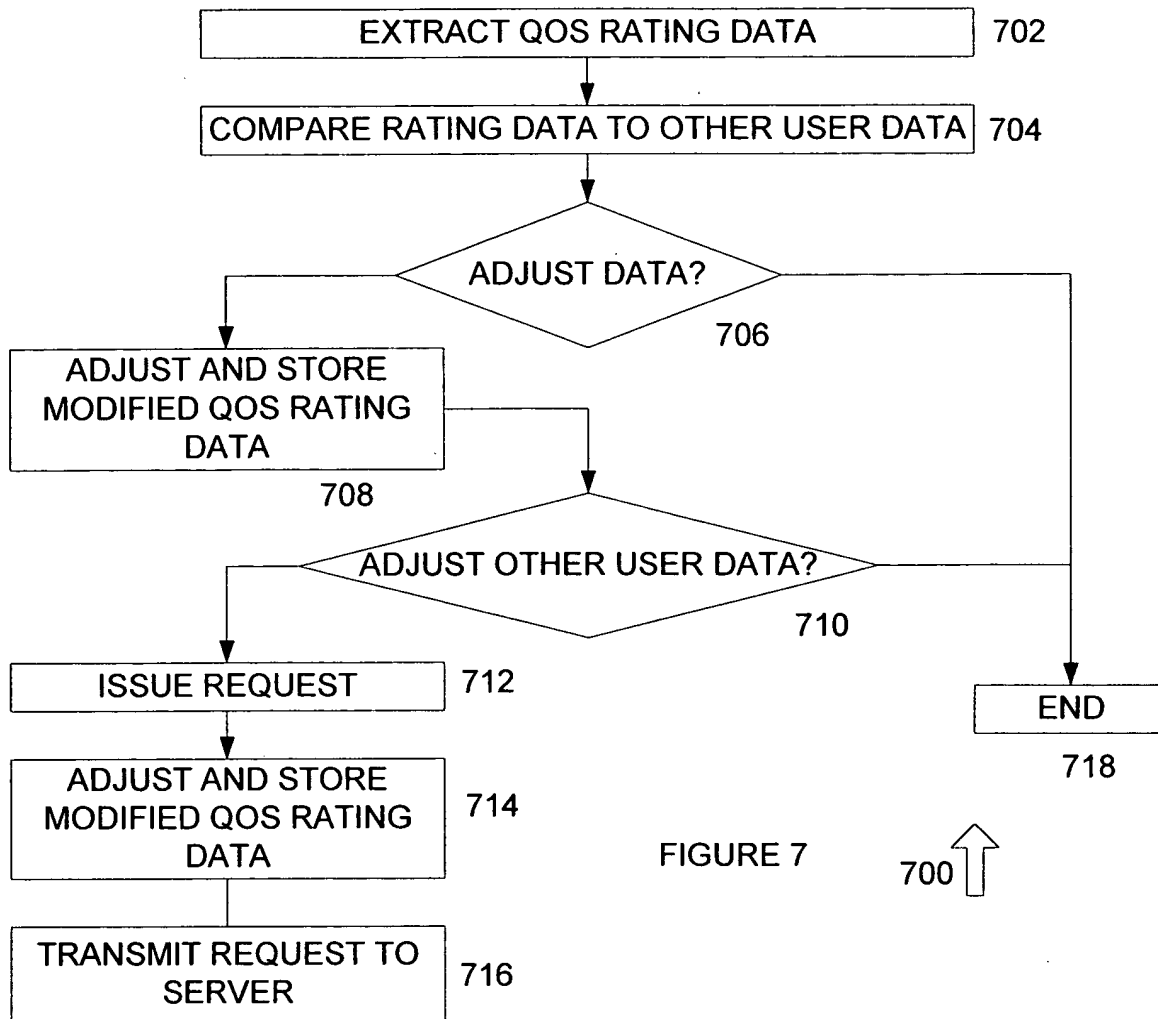 EXTRACT QOS RATING DATA
702
COMPARE RATING DATA TO OTHER USER DATA
704
ADJUST DATA?
706
ADJUST AND STORE
MODIFIED QOS RATING
DATA
708
ADJUST OTHER USER DATA?
710
ISSUE REQUEST
712
END
718
ADJUST AND STORE
MODIFIED QOS RATING
DATA
714
FIGURE 7
700
TRANSMIT REQUEST TO
SERVER
716